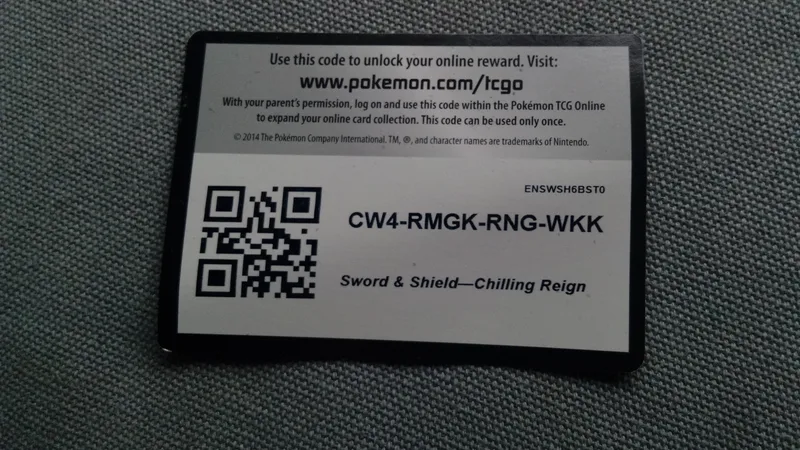 Use this code to unlock your online reward. Visit:
www.pokemon.com/tcgo
With your parent's permission, log on and use this code within the Pokémon TCG Online
to expand your online card collection. This code can be used only once.
© 2014 The Pokémon Company International. TM, ®, and character names are trademarks of Nintendo.
ENSWSH6BST0
CW4-RMGK-RNG-WKK
Sword & Shield—Chilling Reign